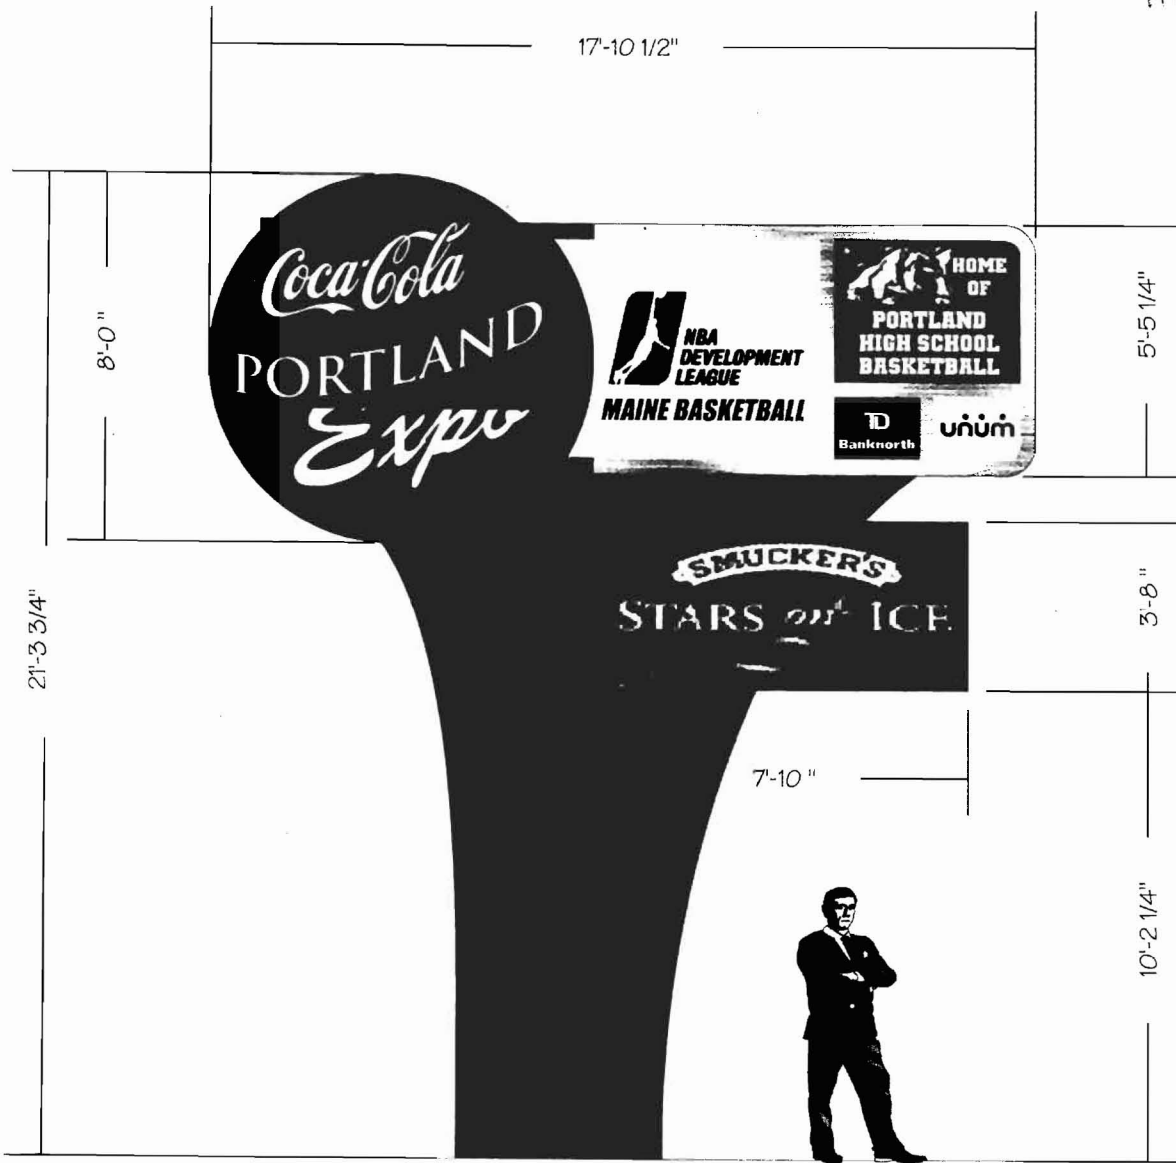 17'-10 1/2"
8'-0"
21'-3 3/4"
Coca-Cola
PORTLAND
Expo
NBA
DEVELOPMENT
LEAGUE
MAINE BASKETBALL
HOME
OF
PORTLAND
HIGH SCHOOL
BASKETBALL
TD
Banknorth
unum
5'-5 1/4"
SMUCKER'S
STARS on ICE
3'-8"
7'-10"
10'-2 1/4"